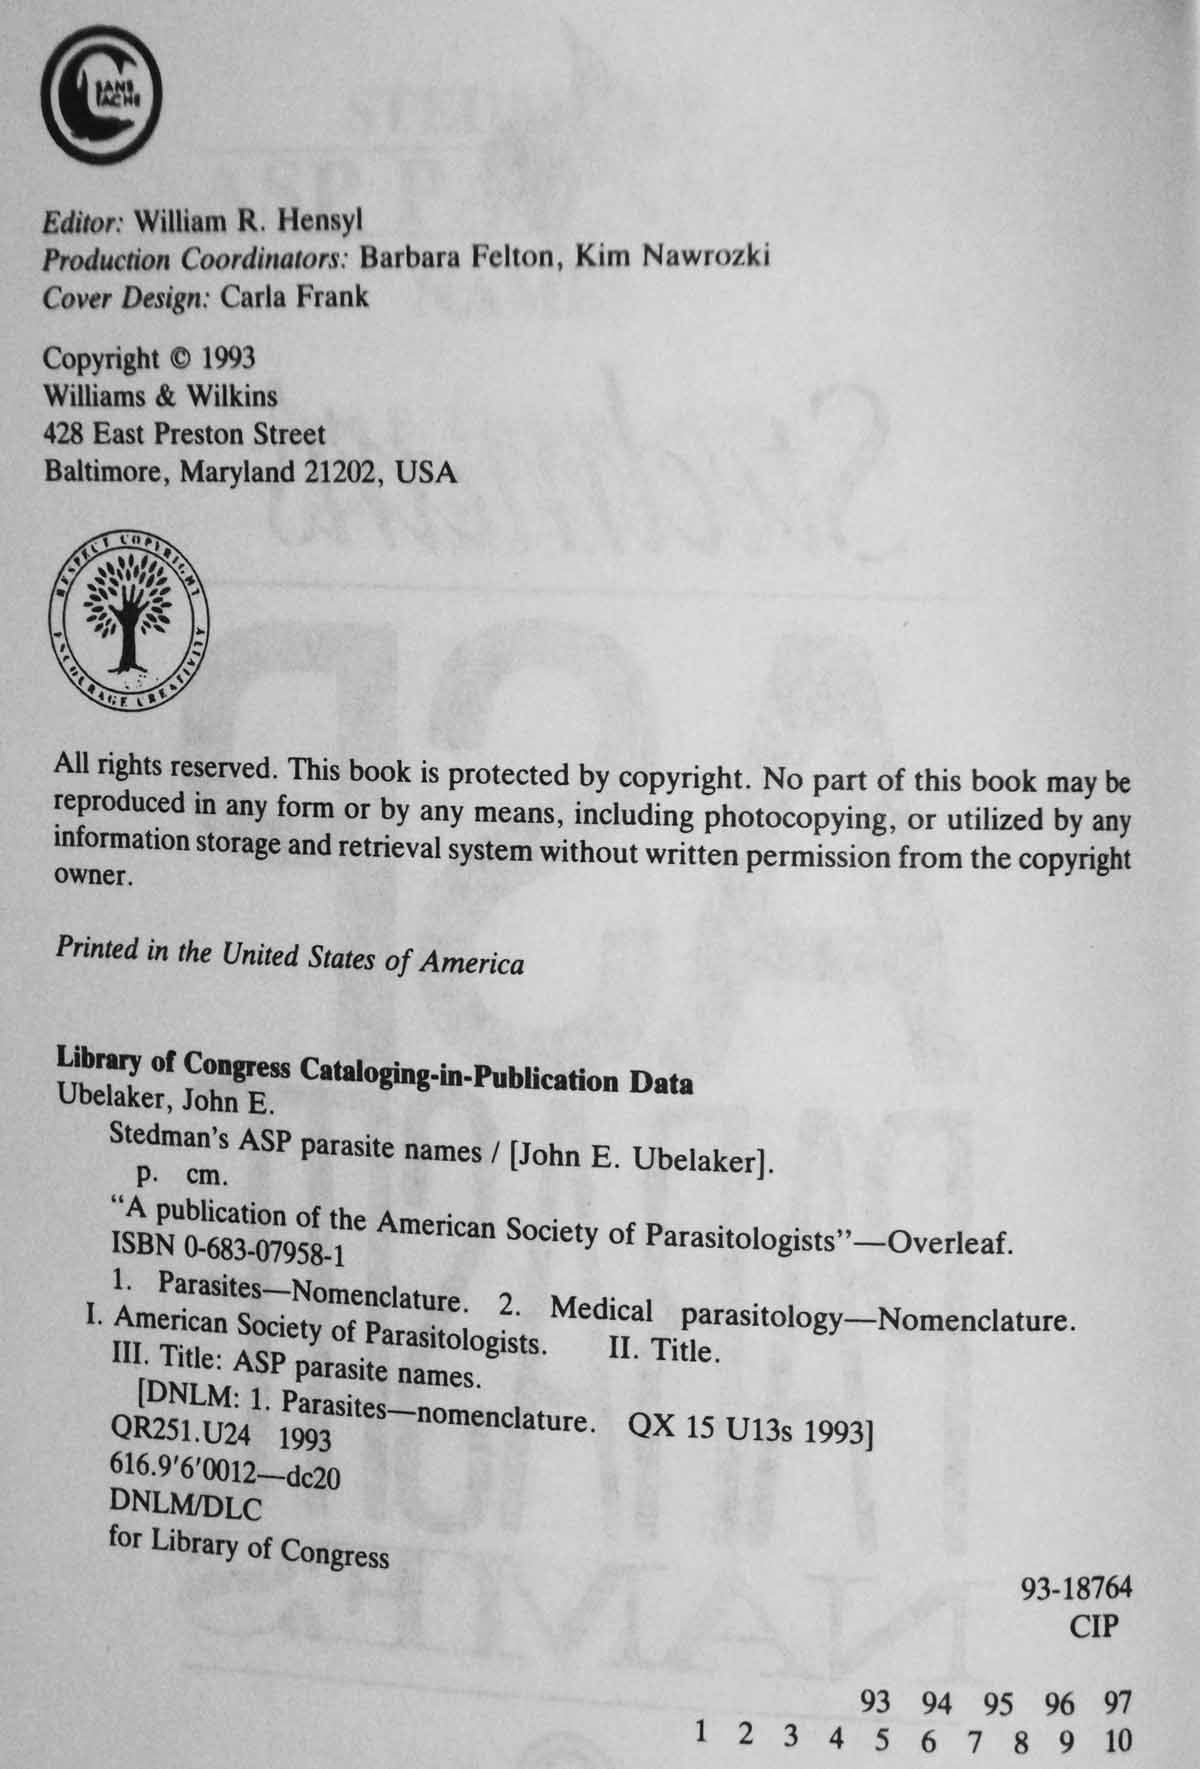 SANS
TACHE
Editor: William R. Hensyl
Production Coordinators: Barbara Felton, Kim Nawrozki
Cover Design: Carla Frank
Copyright © 1993
Williams & Wilkins
428 East Preston Street
Baltimore, Maryland 21202, USA
RESPECT COPYRIGHT
ENCOURAGE CREATIVITY
All rights reserved. This book is protected by copyright. No part of this book may be
reproduced in any form or by any means, including photocopying, or utilized by any
information storage and retrieval system without written permission from the copyright
owner.
Printed in the United States of America
Library of Congress Cataloging-in-Publication Data
Ubelaker, John E.
Stedman's ASP parasite names / [John E. Ubelaker].
p. cm.
“A publication of the American Society of Parasitologists”—Overleaf.
ISBN 0-683-07958-1
1. Parasites—Nomenclature. 2. Medical parasitology—Nomenclature.
I. American Society of Parasitologists. II. Title.
III. Title: ASP parasite names.
[DNLM: 1. Parasites—nomenclature. QX 15 U13s 1993]
QR251.U24 1993
616.9′6′0012—dc20
DNLM/DLC
for Library of Congress
93-18764
CIP
93 94 95 96 97
1 2 3 4 5 6 7 8 9 10